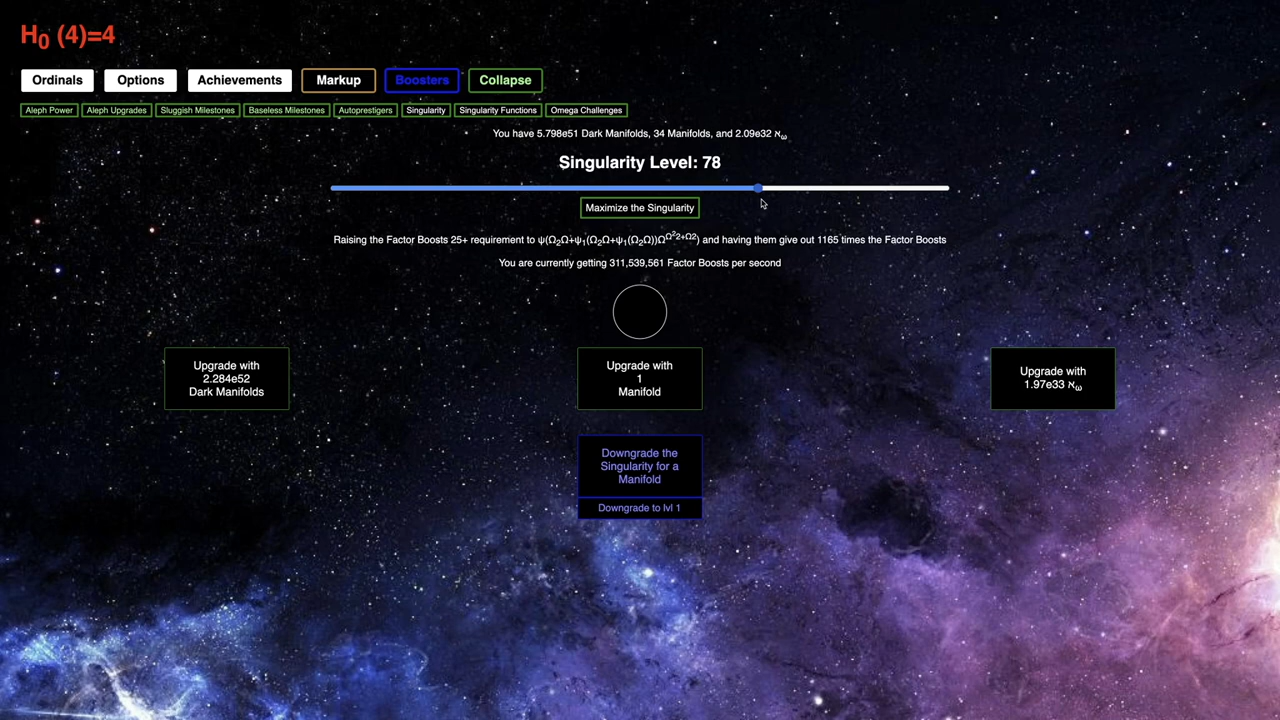 H₀ (4)=4
Ordinals Options Achievements Markup Boosters Collapse
Aleph Power Aleph Upgrades Sluggish Milestones Baseless Milestones Autoprestigers Singularity Singularity Functions Omega Challenges
You have 5.798e51 Dark Manifolds, 34 Manifolds, and 2.09e32 ℵω
Singularity Level: 78
Maximize the Singularity
Raising the Factor Boosts 25+ requirement to ψ(Ω₂Ω+ψ₁(Ω₂Ω+ψ₁(Ω₂Ω))Ω^(Ω²2+Ω2)) and having them give out 1165 times the Factor Boosts
You are currently getting 311,539,561 Factor Boosts per second
Upgrade with
2.284e52
Dark Manifolds
Upgrade with
1
Manifold
Upgrade with
1.97e33 ℵω
Downgrade the
Singularity for a
Manifold
Downgrade to lvl 1